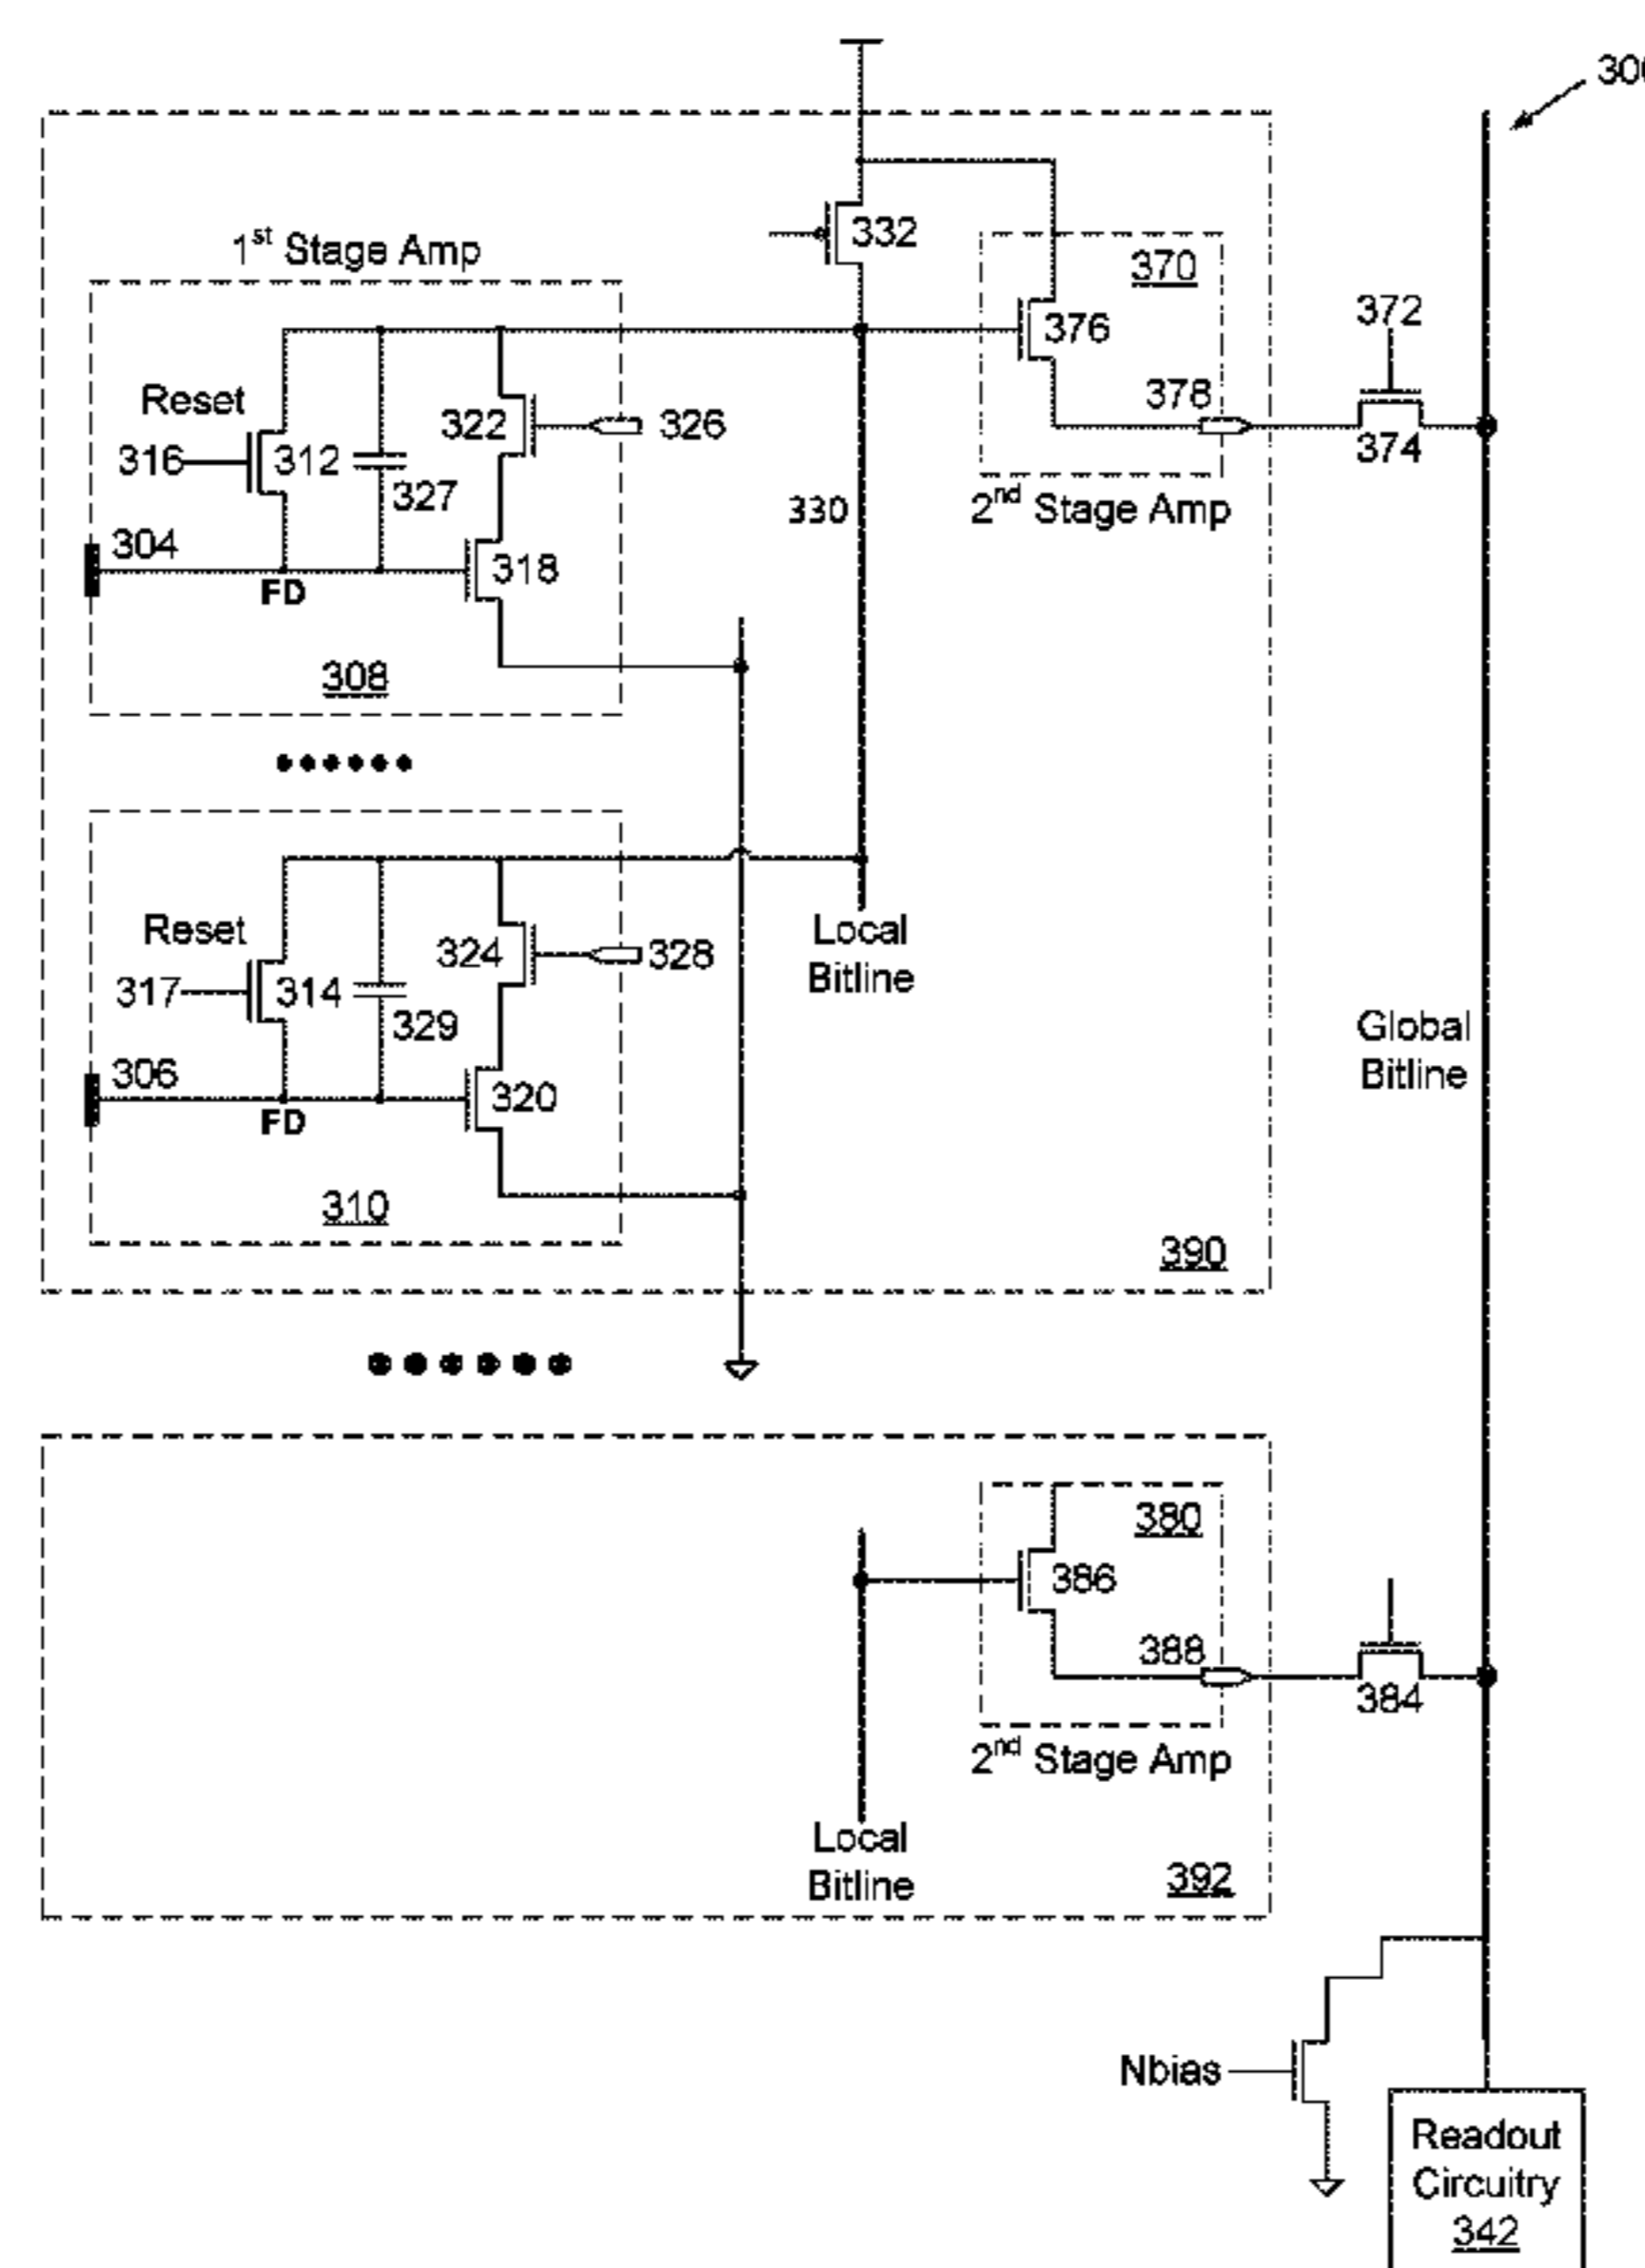 300
332
1st Stage Amp
370
376
372
Reset
322
326
378
316
312
374
327
330
2nd Stage Amp
304
318
FD
308
Reset
324
328
Local
Bitline
317
314
329
Global
Bitline
306
320
FD
310
390
380
386
388
384
2nd Stage Amp
Local
Bitline
392
Nbias
Readout
Circuitry
342